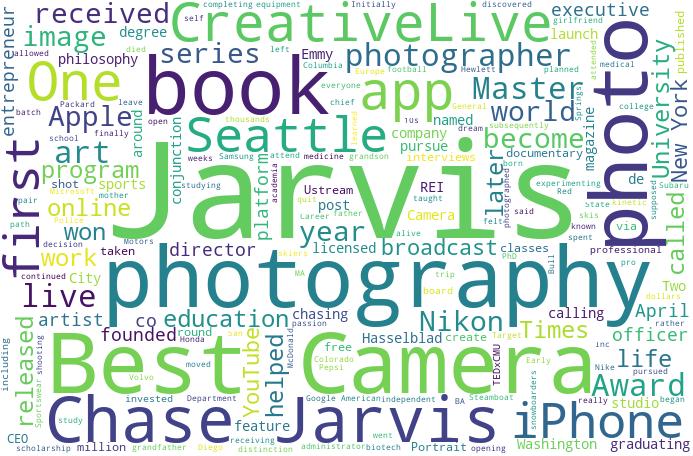 completing equipment
Initially
discovered
received
CreativeLive
executive
girlfriend
launch
self
degree
died
left
image
philosophy
series
Emmy
photographer
entrepreneur
One
book
app
Master
world
Columbia
Europe
football
Hewlett
planned
allowed
attended
medical
published
Apple
Packard
leave
batch
school
finally
around
open
everyone
chief
General
Springs
college
photo
University
New York
thousands
1us
dream
subsequently
named
company
pursue
become
learned
magazine
Seattle
art
program
shot
sports
weeks
Samsung
attend
medicine
grandson
taught
interviews
documentary
experimenting
Red
supposed
conjunction
platform
academia
studying
first
online
pair
Microsoft
mother
path
Police
decision
Jarvis
Ustream
REI
post
Career
father
Camera
later
photographed
said
State
Kinetic
skis
de
via
Subaru
called
won
work
taken
Motors
director
year
quit
licensed
alive
broadcast
classes
known
spent
professional
Two
City
continued
passion
skiers
MA
trip
PhD
board
Bull
pro
dollars
live
photography
released
artist
co
education
chasing
Nikon
calling
April
founded
round
Honda
Hasselblad
create
Target
Times
officer
rather
including
Sportswear
shooting
Best Camera
YouTube
helped
McDonald
free
Colorado
Pepsi
TEDxCMU
Early
inc
life
Nike
pursued
Volvo
moved
san
Award
invested
Department
Google
American
independent
BA
Steamboat
snowboarders
really
studio
began
Chase Jarvis
iPhone
CEO
study
feature
scholarship
million
grandfather
Diego
receiving
distinction
administrator
went
biotech
Portrait
opening
Washington
graduating